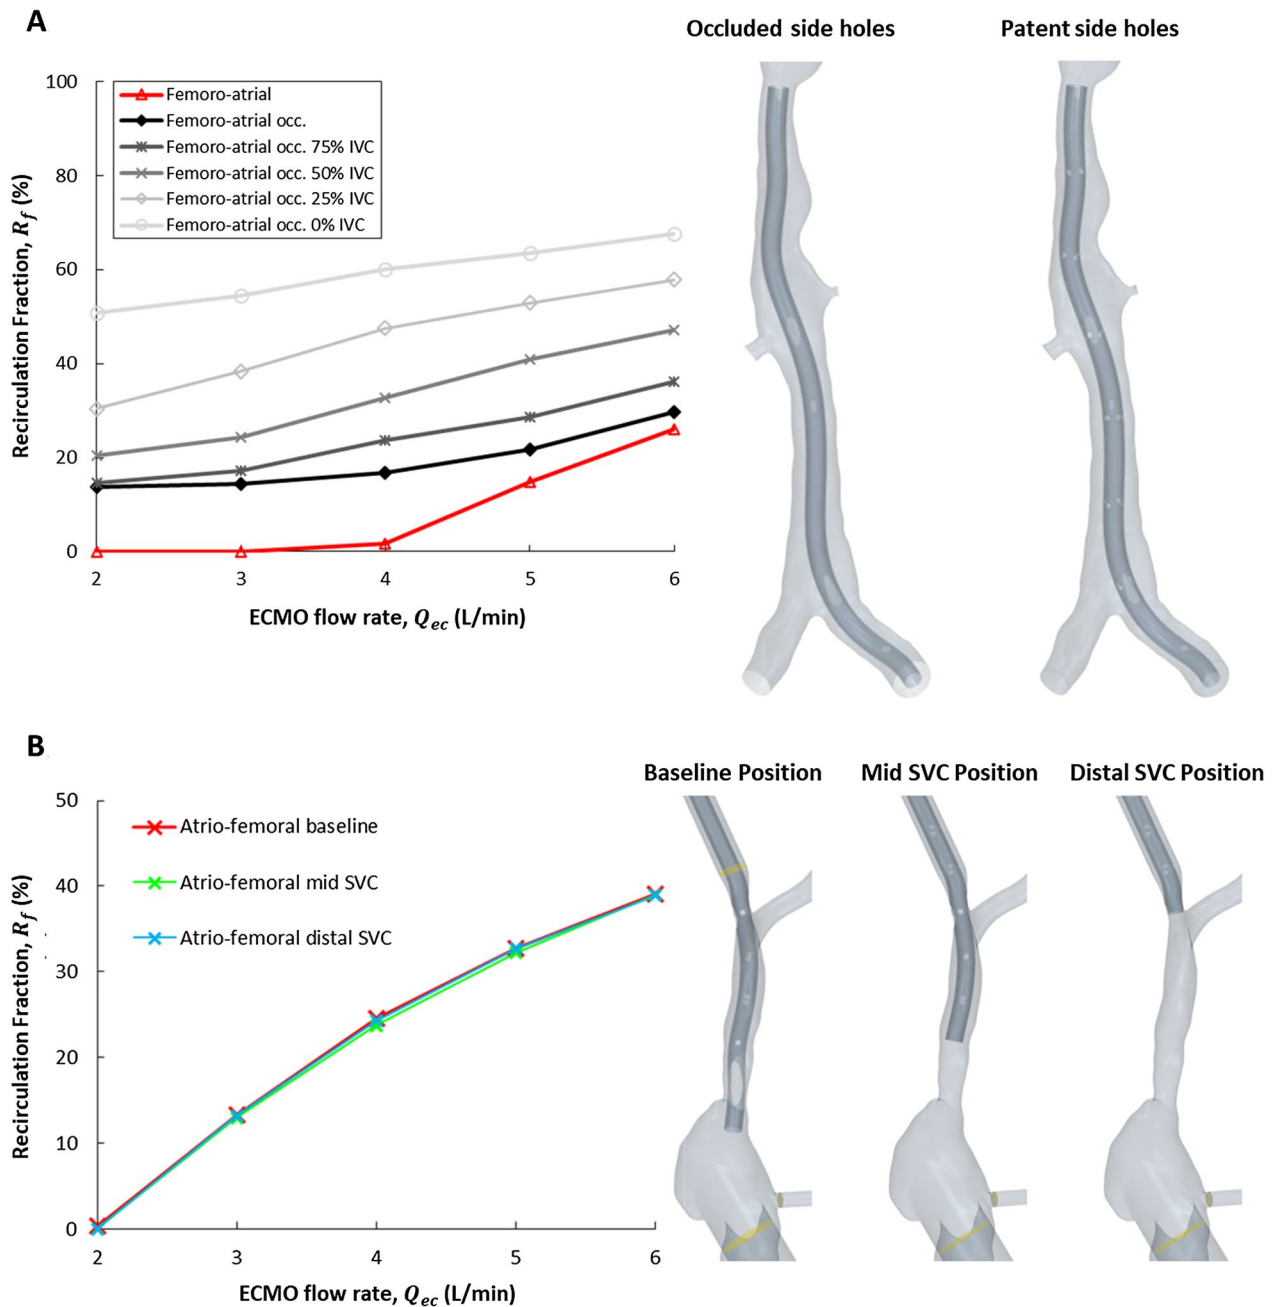 A
Occluded side holes
Patent side holes
Recirculation Fraction, R_f (%)
100
80
60
40
20
0
Femoro-atrial
Femoro-atrial occ.
Femoro-atrial occ. 75% IVC
Femoro-atrial occ. 50% IVC
Femoro-atrial occ. 25% IVC
Femoro-atrial occ. 0% IVC
2 3 4 5 6
ECMO flow rate, Q_ec (L/min)
B
Baseline Position
Mid SVC Position
Distal SVC Position
Recirculation Fraction, R_f (%)
50
40
30
20
10
0
Atrio-femoral baseline
Atrio-femoral mid SVC
Atrio-femoral distal SVC
2 3 4 5 6
ECMO flow rate, Q_ec (L/min)